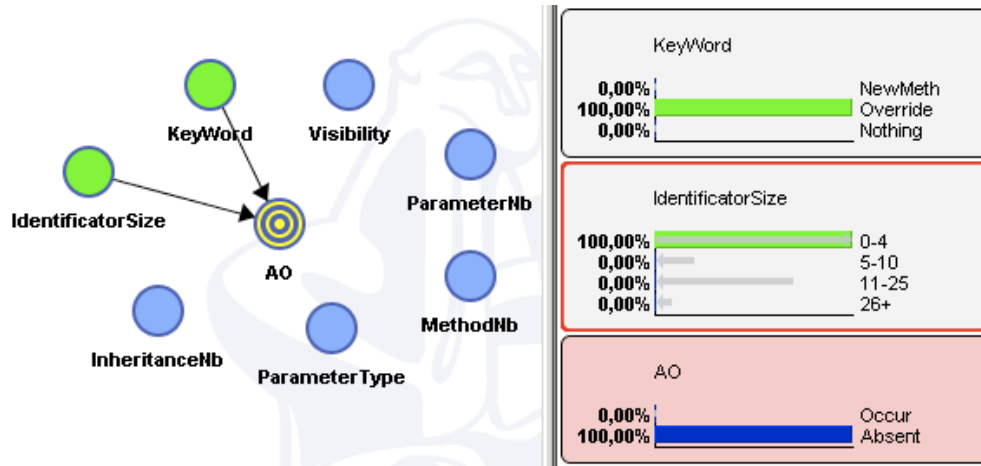 KeyWord
Visibility
ParameterNb
IdentificatorSize
AO
MethodNb
InheritanceNb
ParameterType
KeyWord
0,00% NewMeth
100,00% Override
0,00% Nothing
IdentificatorSize
100,00% 0-4
0,00% 5-10
0,00% 11-25
0,00% 26+
AO
0,00% Occur
100,00% Absent